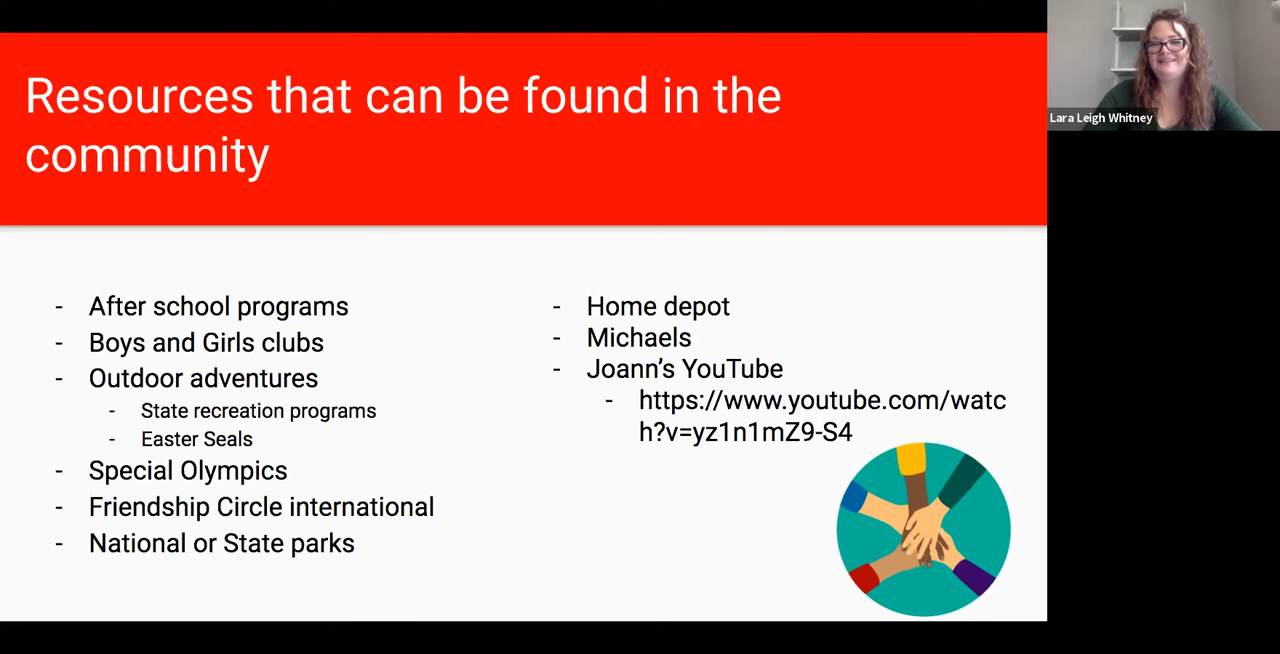 Resources that can be found in the
community
- After school programs
- Boys and Girls clubs
- Outdoor adventures
- State recreation programs
- Easter Seals
- Special Olympics
- Friendship Circle international
- National or State parks
- Home depot
- Michaels
- Joann's YouTube
- https://www.youtube.com/watc
h?v=yz1n1mZ9-S4
Lara Leigh Whitney